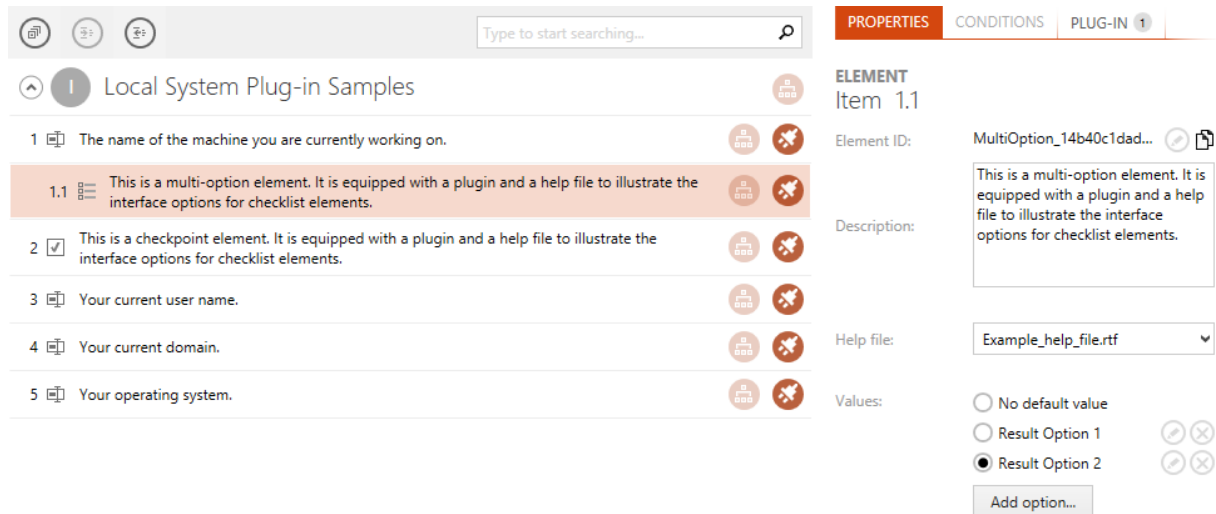 Type to start searching...
I Local System Plug-in Samples
1 The name of the machine you are currently working on.
1.1 This is a multi-option element. It is equipped with a plugin and a help file to illustrate the
interface options for checklist elements.
2 This is a checkpoint element. It is equipped with a plugin and a help file to illustrate the
interface options for checklist elements.
3 Your current user name.
4 Your current domain.
5 Your operating system.
PROPERTIES CONDITIONS PLUG-IN 1
ELEMENT
Item 1.1
Element ID: MultiOption_14b40c1dad...
Description:
This is a multi-option element. It is
equipped with a plugin and a help
file to illustrate the interface
options for checklist elements.
Help file: Example_help_file.rtf
Values:
No default value
Result Option 1
Result Option 2
Add option...